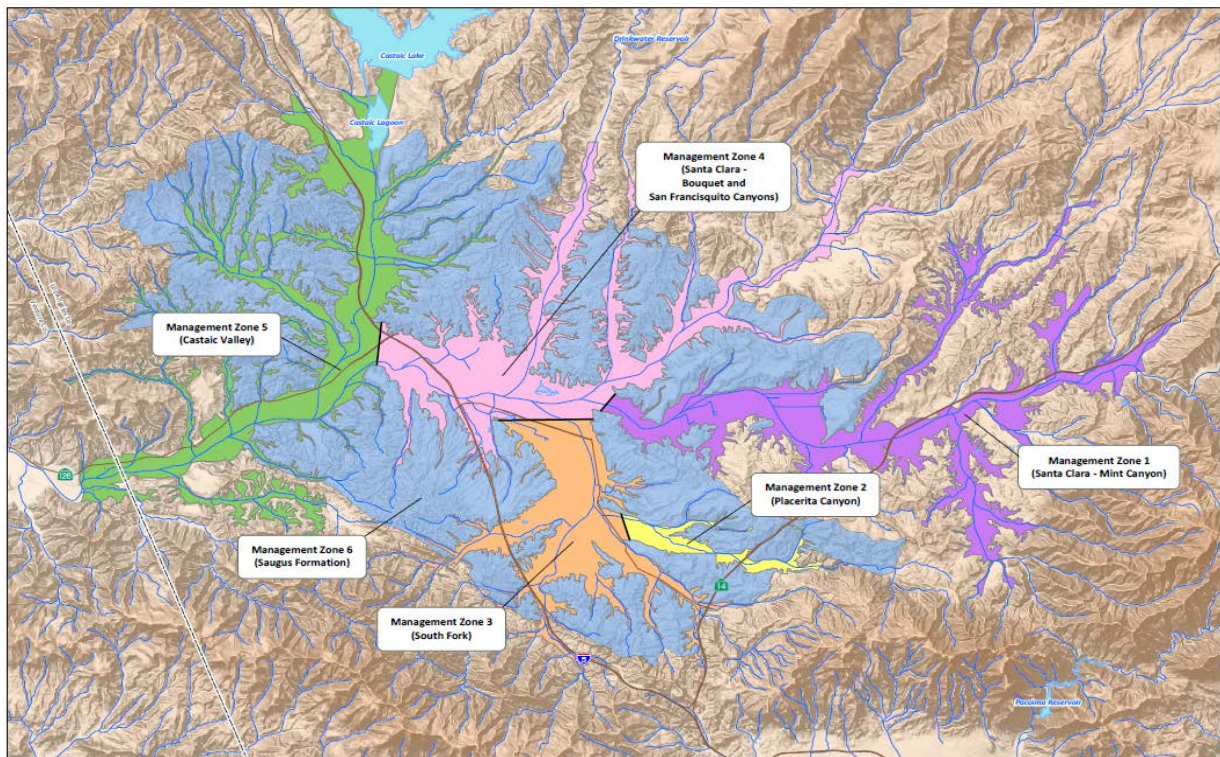 Castaic Lake
Drinkwater Reservoir
Castaic Lagoon
Management Zone 4
(Santa Clara -
Bouquet and
San Francisquito Canyons)
Management Zone 5
(Castaic Valley)
Management Zone 1
(Santa Clara - Mint Canyon)
126
Management Zone 2
(Placerita Canyon)
Management Zone 6
(Saugus Formation)
14
Management Zone 3
(South Fork)
5
Pacoima Reservoir